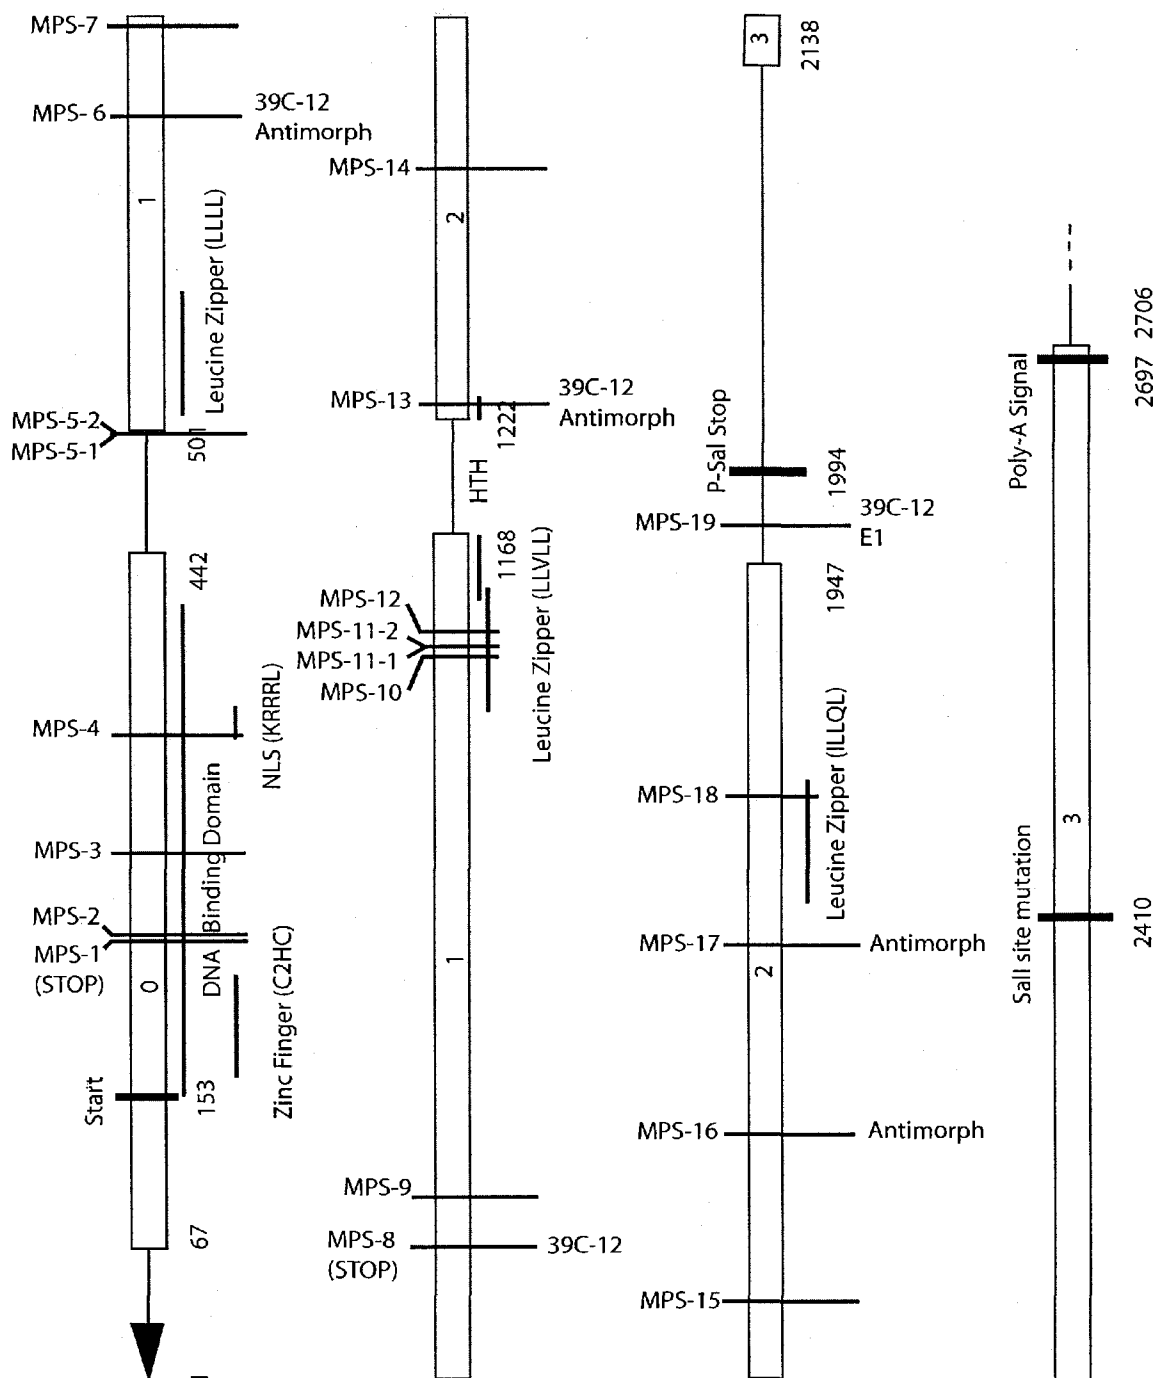 MPS-7
MPS-6
39C-12
Antimorph
1
Leucine Zipper (LLLL)
MPS-5-2
MPS-5-1
501
442
MPS-4
NLS (KRRRL)
MPS-3
DNA Binding Domain
MPS-2
MPS-1
(STOP)
0
Zinc Finger (C2HC)
Start
153
67
MPS-14
2
MPS-13
39C-12
Antimorph
1222
HTH
1168
MPS-12
MPS-11-2
MPS-11-1
MPS-10
Leucine Zipper (LLVLL)
1
MPS-9
MPS-8
(STOP)
39C-12
3
2138
P-Sal Stop
1994
MPS-19
39C-12
E1
1947
MPS-18
Leucine Zipper (ILLQL)
MPS-17
Antimorph
2
MPS-16
Antimorph
MPS-15
Poly-A Signal
2697
2706
3
SalI site mutation
2410